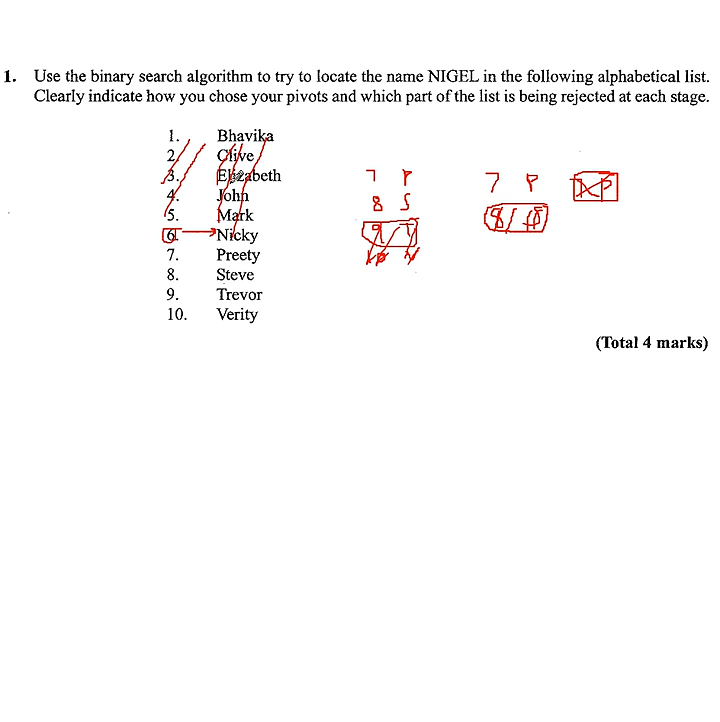 1. Use the binary search algorithm to try to locate the name NIGEL in the following alphabetical list.
Clearly indicate how you chose your pivots and which part of the list is being rejected at each stage.
1. Bhavika
2. Clive
3. Elizabeth
4. John
5. Mark
6. Nicky
7. Preety
8. Steve
9. Trevor
10. Verity
7 P
8 S
9 T
10 V
7 P
8
(Total 4 marks)